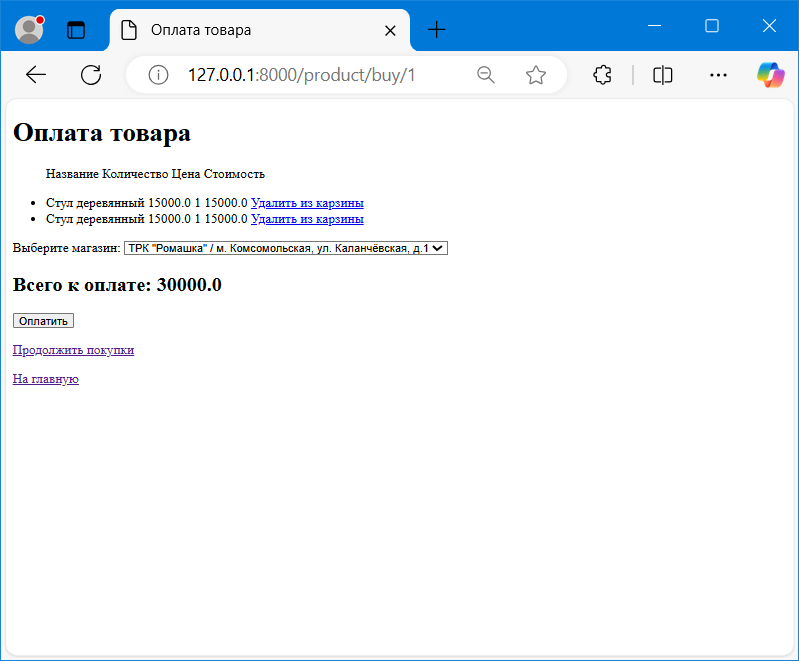 Оплата товара
127.0.0.1:8000/product/buy/1
Оплата товара
Название Количество Цена Стоимость
Стул деревянный 15000.0 1 15000.0 Удалить из карзины
Стул деревянный 15000.0 1 15000.0 Удалить из карзины
Выберите магазин: ТРК "Ромашка" / м. Комсомольская, ул. Каланчёвская, д.1
Всего к оплате: 30000.0
Оплатить
Продолжить покупки
На главную